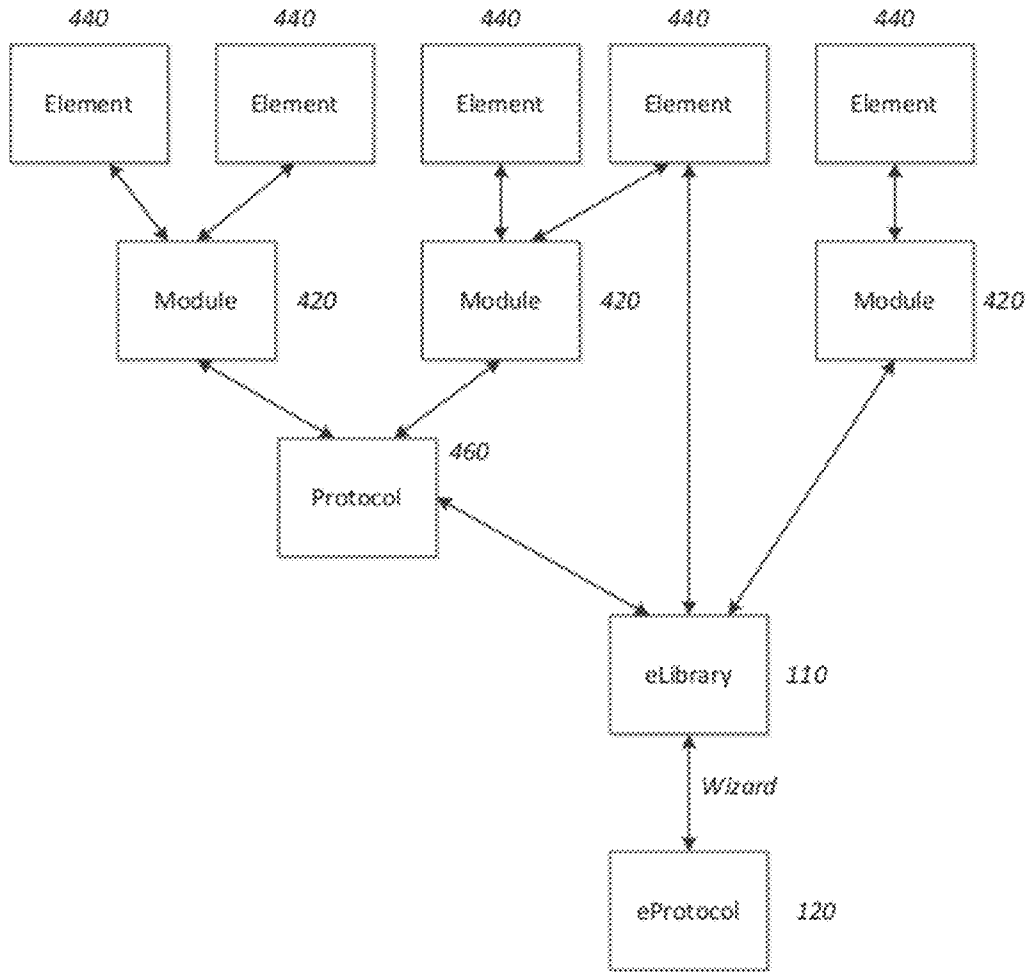 440 440 440 440 440
Element Element Element Element Element
Module 420 Module 420 Module 420
460
Protocol
eLibrary 110
Wizard
eProtocol 120